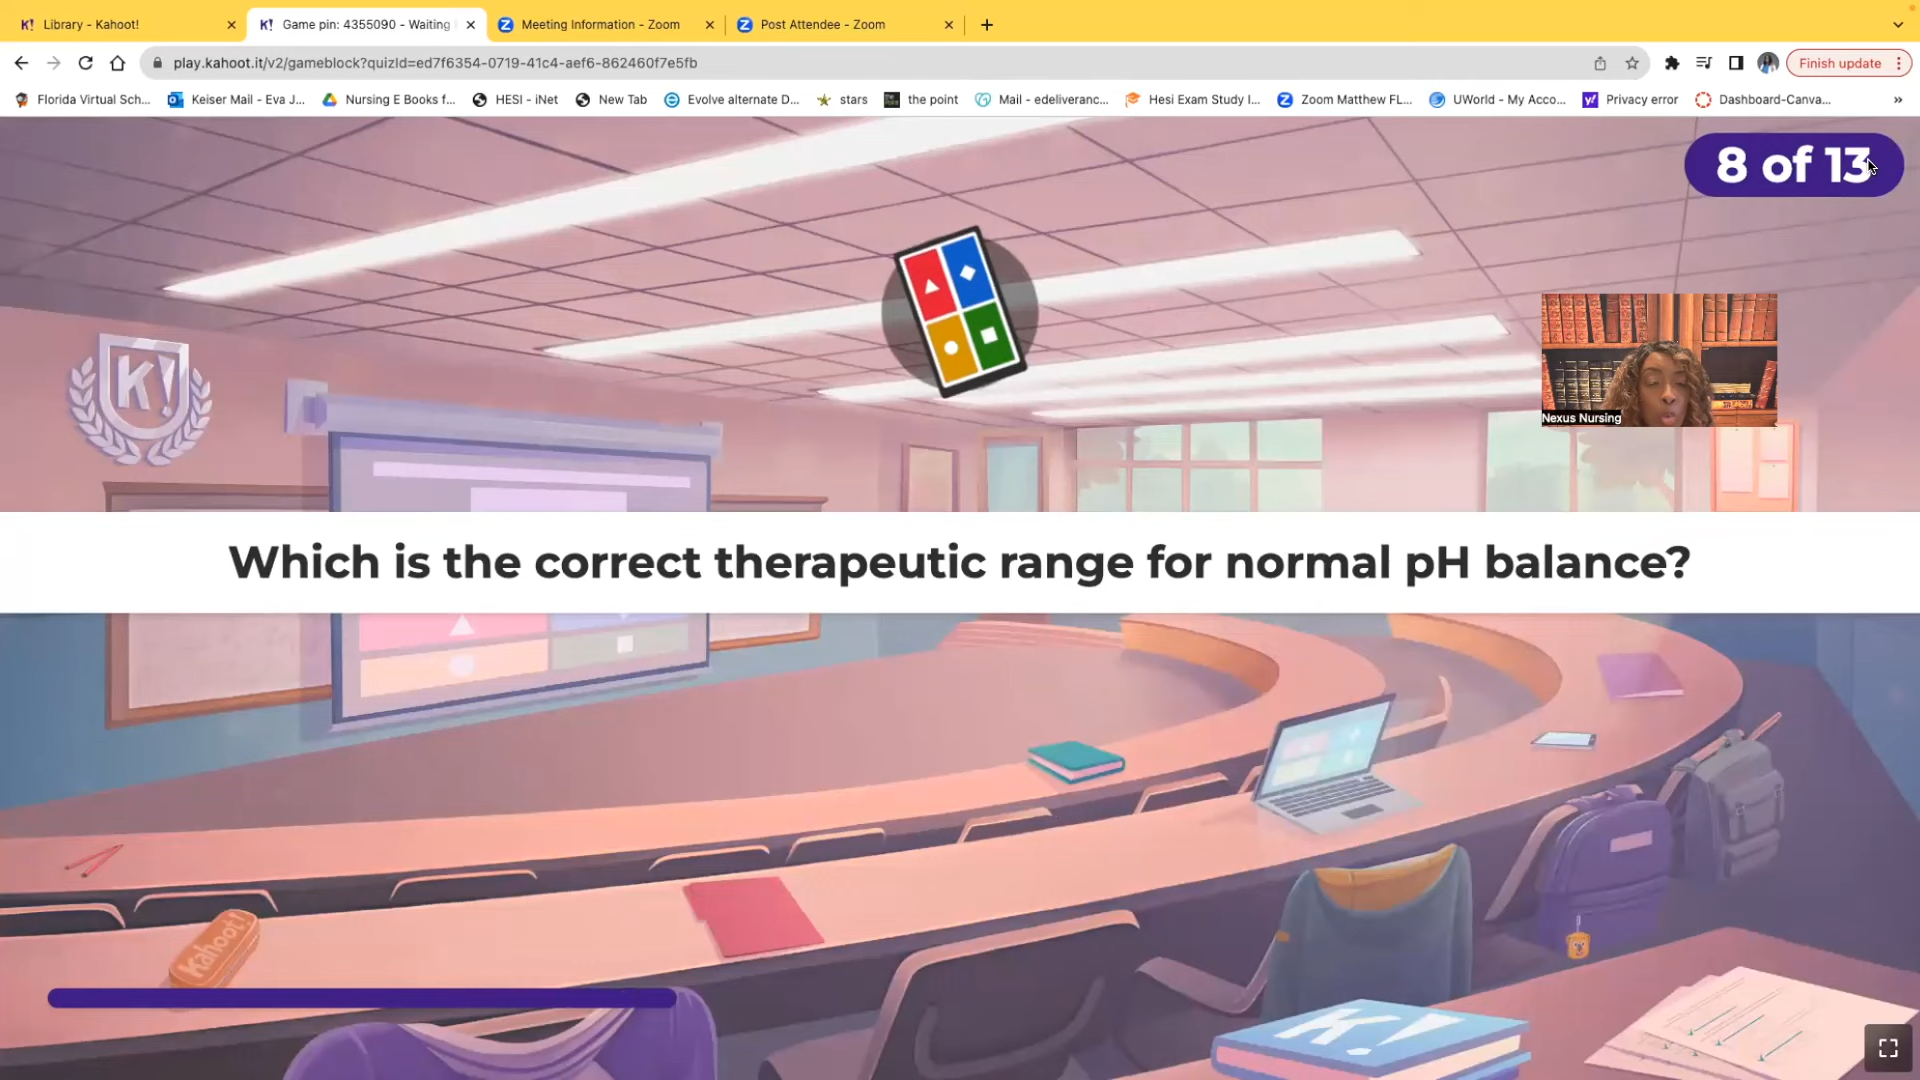 Library - Kahoot!
Game pin: 4355090 - Waiting
Meeting Information - Zoom
Post Attendee - Zoom
play.kahoot.it/v2/gameblock?quizId=ed7f6354-0719-41c4-aef6-862460f7e5fb
Finish update
Florida Virtual Sch...
Keiser Mail - Eva J...
Nursing E Books f...
HESI - iNet
New Tab
Evolve alternate D...
stars
the point
Mail - edeliveranc...
Hesi Exam Study I...
Zoom Matthew FL...
UWorld - My Acco...
Privacy error
Dashboard-Canva...
8 of 13
K!
Nexus Nursing
Which is the correct therapeutic range for normal pH balance?
Kahoot!
K!